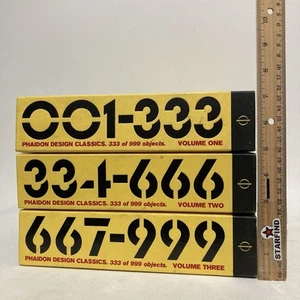 001-333
PHAIDON DESIGN CLASSICS. 333 of 999 objects. VOLUME ONE
334-666
PHAIDON DESIGN CLASSICS. 333 of 999 objects. VOLUME TWO
667-999
PHAIDON DESIGN CLASSICS. 333 of 999 objects. VOLUME THREE
STARFIND